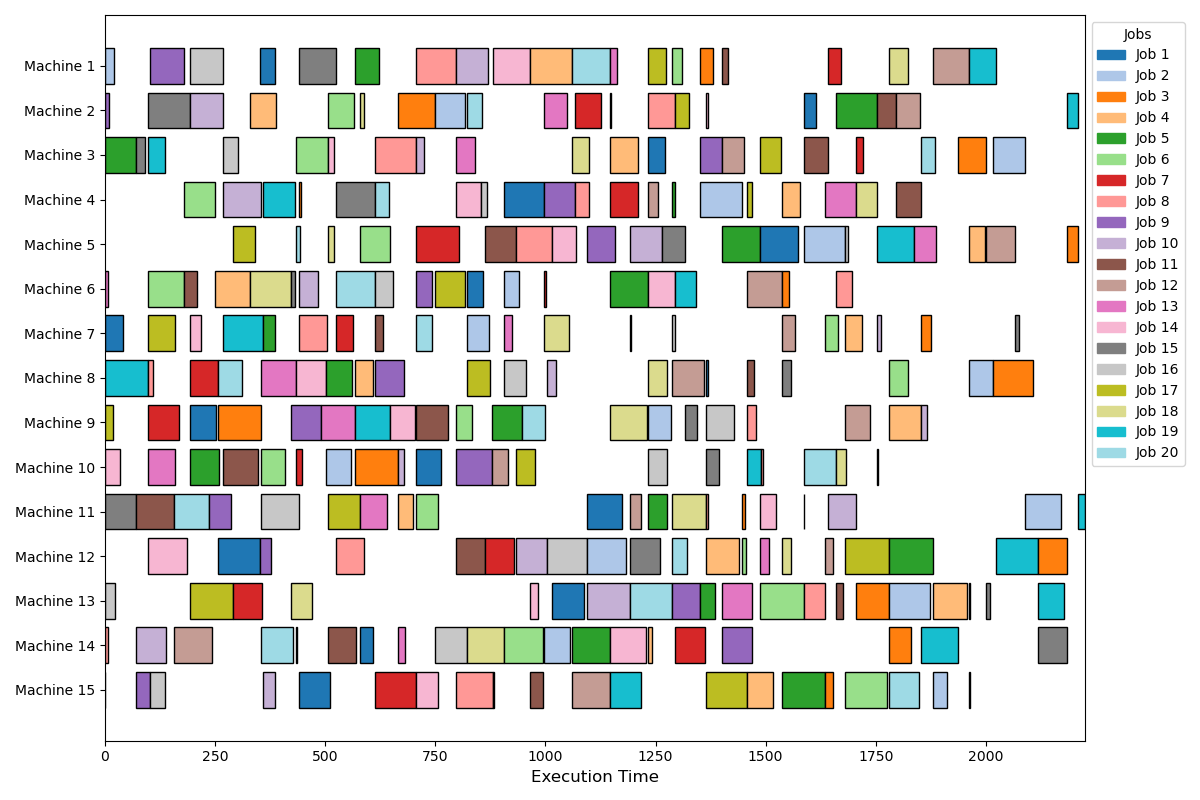 Machine 1
Machine 2
Machine 3
Machine 4
Machine 5
Machine 6
Machine 7
Machine 8
Machine 9
Machine 10
Machine 11
Machine 12
Machine 13
Machine 14
Machine 15
0 250 500 750 1000 1250 1500 1750 2000
Execution Time
Jobs
Job 1
Job 2
Job 3
Job 4
Job 5
Job 6
Job 7
Job 8
Job 9
Job 10
Job 11
Job 12
Job 13
Job 14
Job 15
Job 16
Job 17
Job 18
Job 19
Job 20